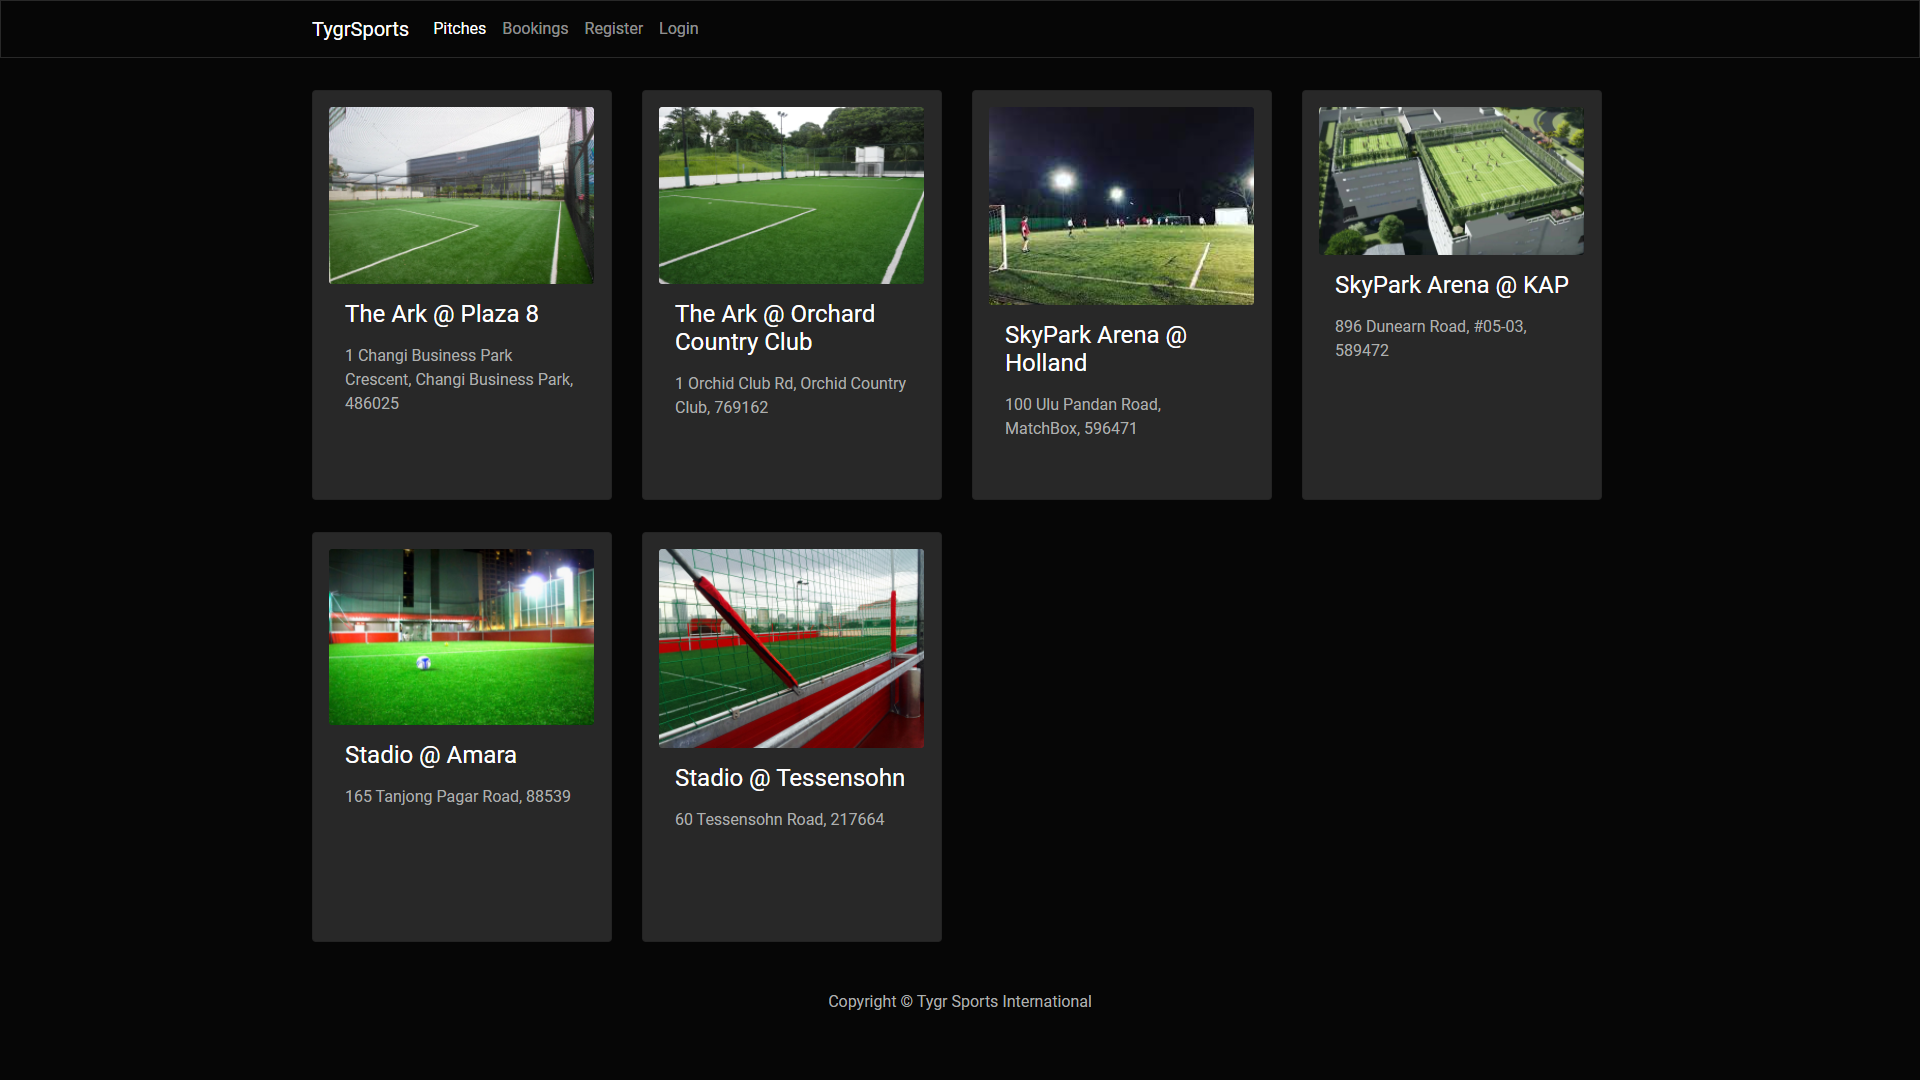 TygrSports Pitches Bookings Register Login
The Ark @ Plaza 8
1 Changi Business Park
Crescent, Changi Business Park,
486025
The Ark @ Orchard
Country Club
1 Orchid Club Rd, Orchid Country
Club, 769162
SkyPark Arena @
Holland
100 Ulu Pandan Road,
MatchBox, 596471
SkyPark Arena @ KAP
896 Dunearn Road, #05-03,
589472
Stadio @ Amara
165 Tanjong Pagar Road, 88539
Stadio @ Tessensohn
60 Tessensohn Road, 217664
Copyright © Tygr Sports International